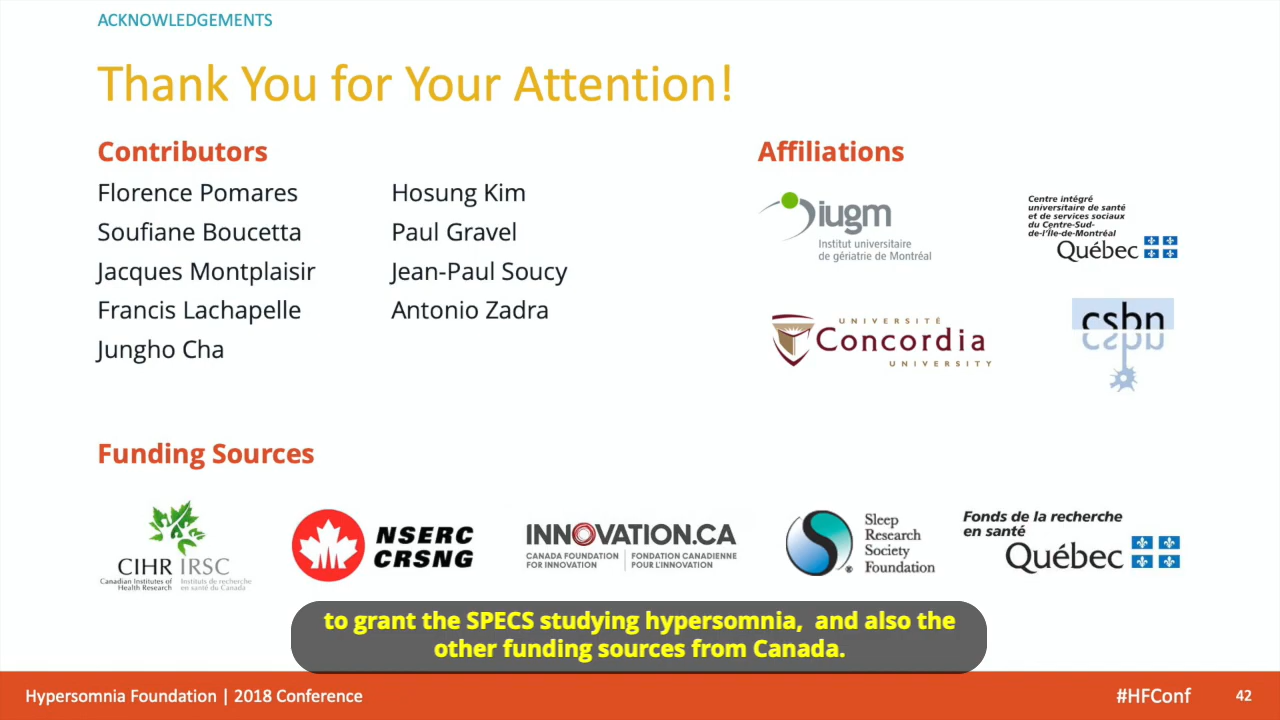 ACKNOWLEDGEMENTS
Thank You for Your Attention!
Contributors
Florence Pomares
Soufiane Boucetta
Jacques Montplaisir
Francis Lachapelle
Jungho Cha
Hosung Kim
Paul Gravel
Jean-Paul Soucy
Antonio Zadra
Affiliations
iugm
Institut universitaire
de gériatrie de Montréal
Centre intégré
universitaire de santé
et de services sociaux
du Centre-Sud-
de-l'Île-de-Montréal
Québec
UNIVERSITÉ
Concordia
UNIVERSITY
csbn
Funding Sources
CIHR IRSC
Canadian Institutes of
Health Research
Instituts de recherche
en santé du Canada
NSERC
CRSNG
INNOVATION.CA
CANADA FOUNDATION
FOR INNOVATION
FONDATION CANADIENNE
POUR L'INNOVATION
Sleep
Research
Society
Foundation
Fonds de la recherche
en santé
Québec
to grant the SPECS studying hypersomnia, and also the
other funding sources from Canada.
Hypersomnia Foundation | 2018 Conference
#HFConf
42